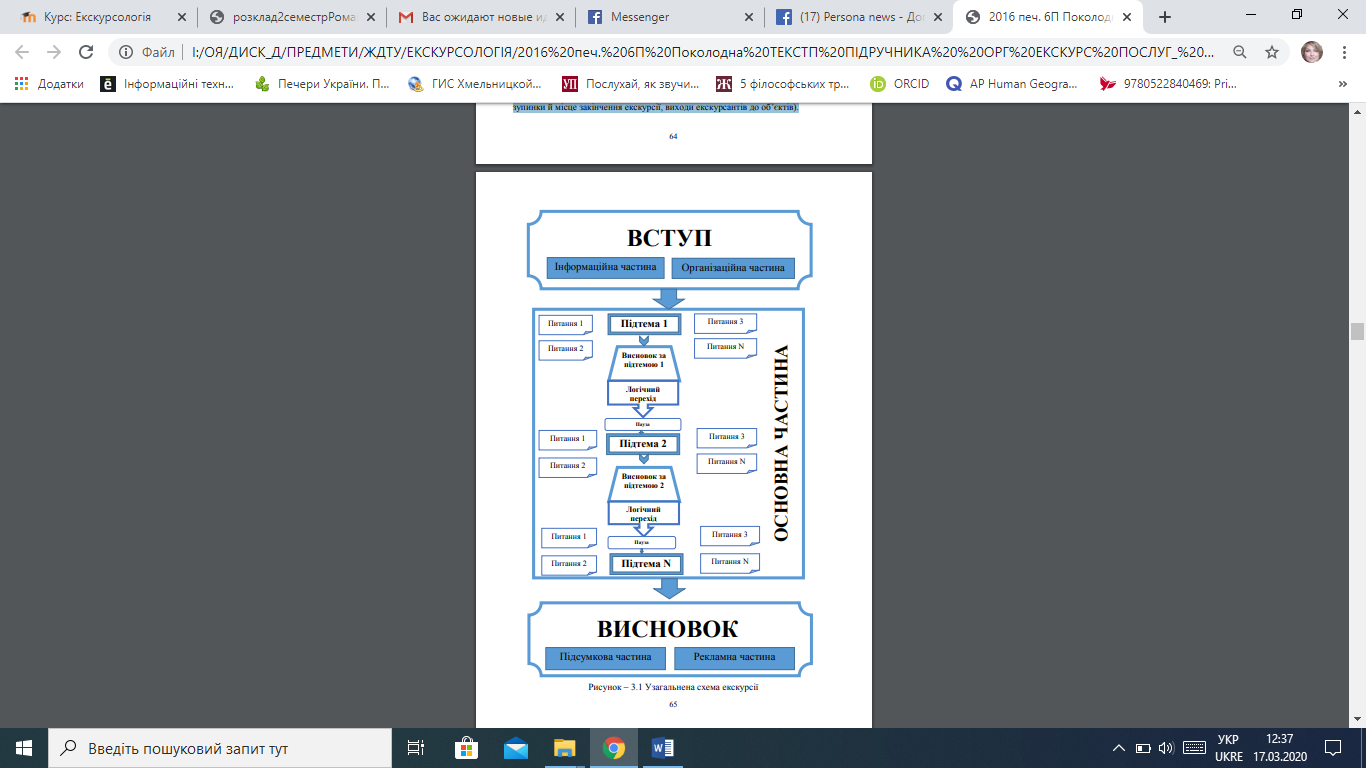 Курс: Екскурсологія
розклад2семестрРома
Вас ожидают новые и
Messenger
(17) Persona news - До
2016 печ. 6П Поколод
Файл
I:/ОЯ/ДИСК_Д/ПРЕДМЕТИ/ЖДТУ/ЕКСКУРСОЛОГІЯ/2016%20печ.%206П%20Поколодна%20ТЕКСТП%20ПІДРУЧНИКА%20%20ОРГ%20ЕКСКУРС%20ПОСЛУГ_%20...
Додатки
Інформаційні техн...
Печери України. П...
ГИС Хмельницкой...
Послухай, як звучи...
5 філософських тр...
ORCID
AP Human Geogra...
9780522840469: Pri...
»
зупинки й місце закінчення екскурсії, виходи екскурсантів до об’єктів).
64
ВСТУП
Інформаційна частина
Організаційна частина
Питання 1
Підтема 1
Питання 3
Питання 2
Питання N
Висновок за
підтемою 1
Логічний
перехід
Пауза
Питання 1
Підтема 2
Питання 3
Питання 2
Питання N
Висновок за
підтемою 2
Логічний
перехід
Питання 1
Пауза
Питання 3
Питання 2
Підтема N
Питання N
ОСНОВНА ЧАСТИНА
ВИСНОВОК
Підсумкова частина
Рекламна частина
Рисунок – 3.1 Узагальнена схема екскурсії
65
Введіть пошуковий запит тут
УКР
UKRE
12:37
17.03.2020